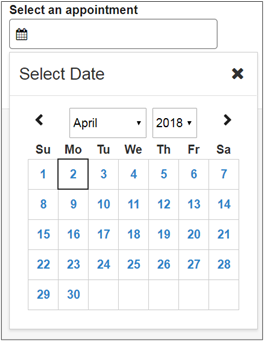 Select an appointment
Select Date
April 2018
Su Mo Tu We Th Fr Sa
1 2 3 4 5 6 7
8 9 10 11 12 13 14
15 16 17 18 19 20 21
22 23 24 25 26 27 28
29 30